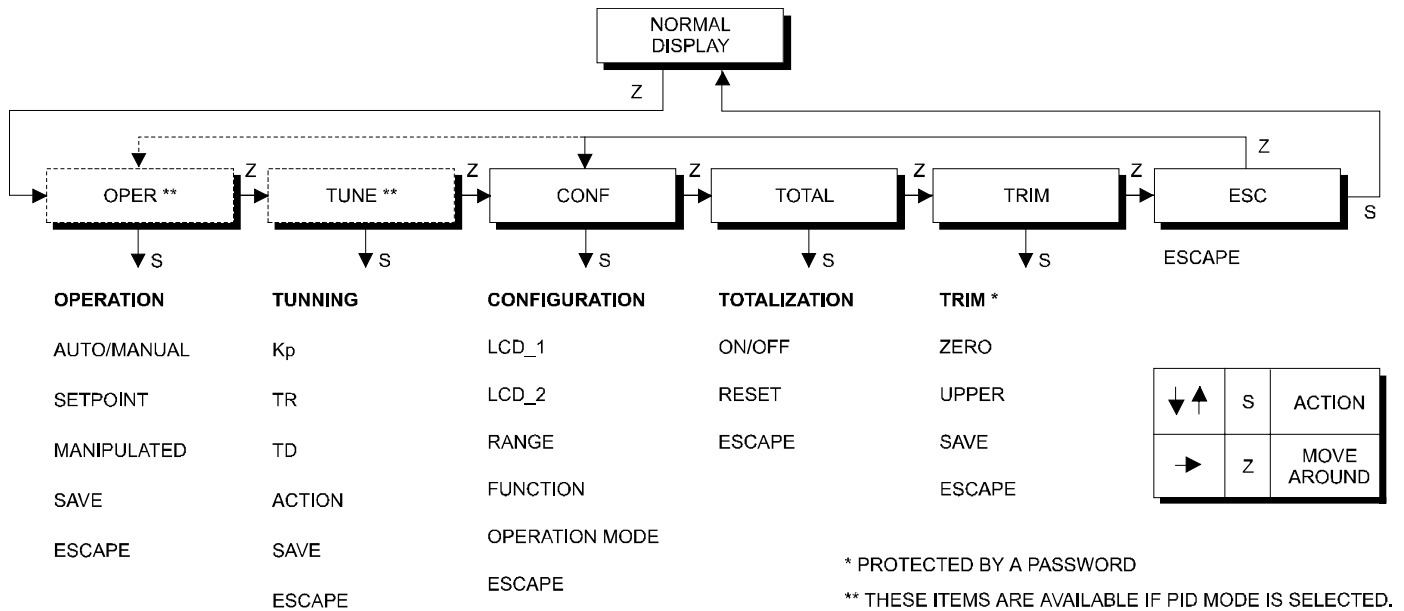 NORMAL
DISPLAY
Z
Z
OPER **
Z
TUNE **
Z
CONF
Z
TOTAL
Z
TRIM
Z
ESC
S
S
S
S
S
S
ESCAPE
OPERATION
AUTO/MANUAL
SETPOINT
MANIPULATED
SAVE
ESCAPE
TUNNING
Kp
TR
TD
ACTION
SAVE
ESCAPE
CONFIGURATION
LCD_1
LCD_2
RANGE
FUNCTION
OPERATION MODE
ESCAPE
TOTALIZATION
ON/OFF
RESET
ESCAPE
TRIM *
ZERO
UPPER
SAVE
ESCAPE
S
ACTION
Z
MOVE
AROUND
* PROTECTED BY A PASSWORD
** THESE ITEMS ARE AVAILABLE IF PID MODE IS SELECTED.